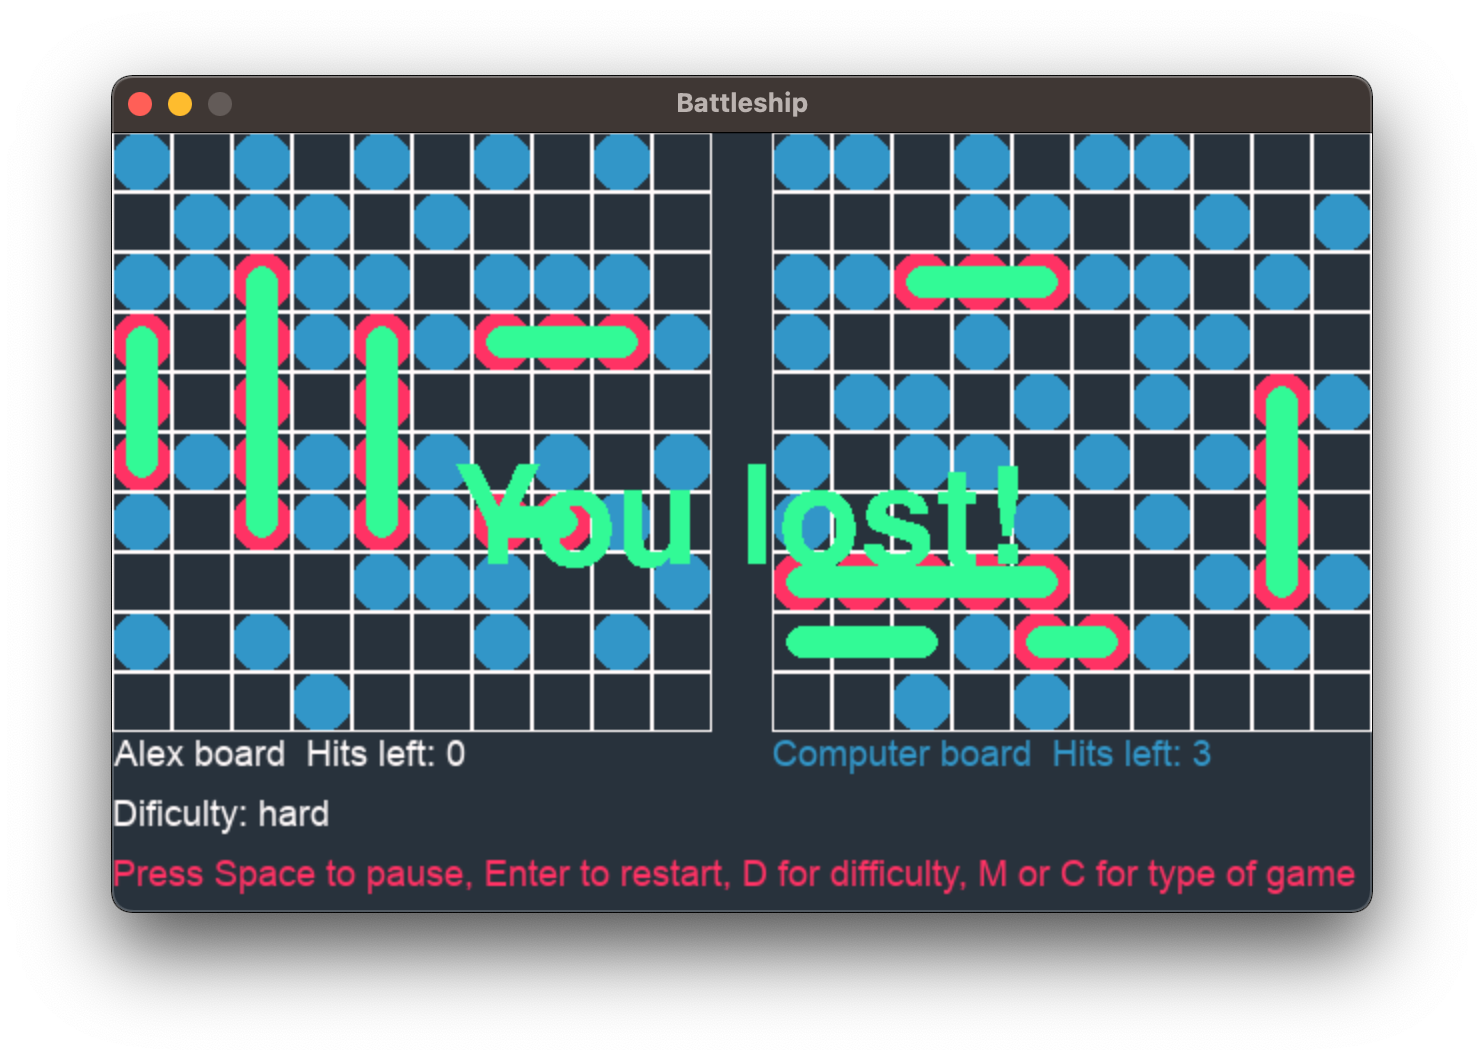 Battleship
You lost!
Alex board  Hits left: 0
Computer board  Hits left: 3
Dificulty: hard
Press Space to pause, Enter to restart, D for difficulty, M or C for type of game